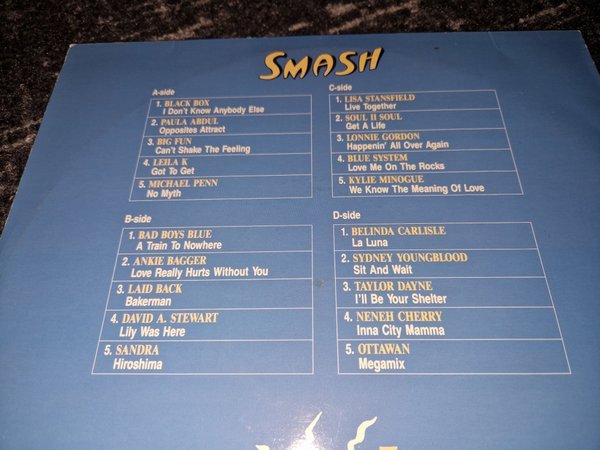 SMASH
A-side
1. BLACK BOX
I Don't Know Anybody Else
2. PAULA ABDUL
Opposites Attract
3. BIG FUN
Can't Shake The Feeling
4. LEILA K
Got To Get
5. MICHAEL PENN
No Myth
B-side
1. BAD BOYS BLUE
A Train To Nowhere
2. ANKIE BAGGER
Love Really Hurts Without You
3. LAID BACK
Bakerman
4. DAVID A. STEWART
Lily Was Here
5. SANDRA
Hiroshima
C-side
1. LISA STANSFIELD
Live Together
2. SOUL II SOUL
Get A Life
3. LONNIE GORDON
Happenin' All Over Again
4. BLUE SYSTEM
Love Me On The Rocks
5. KYLIE MINOGUE
We Know The Meaning Of Love
D-side
1. BELINDA CARLISLE
La Luna
2. SYDNEY YOUNGBLOOD
Sit And Wait
3. TAYLOR DAYNE
I'll Be Your Shelter
4. NENEH CHERRY
Inna City Mamma
5. OTTAWAN
Megamix